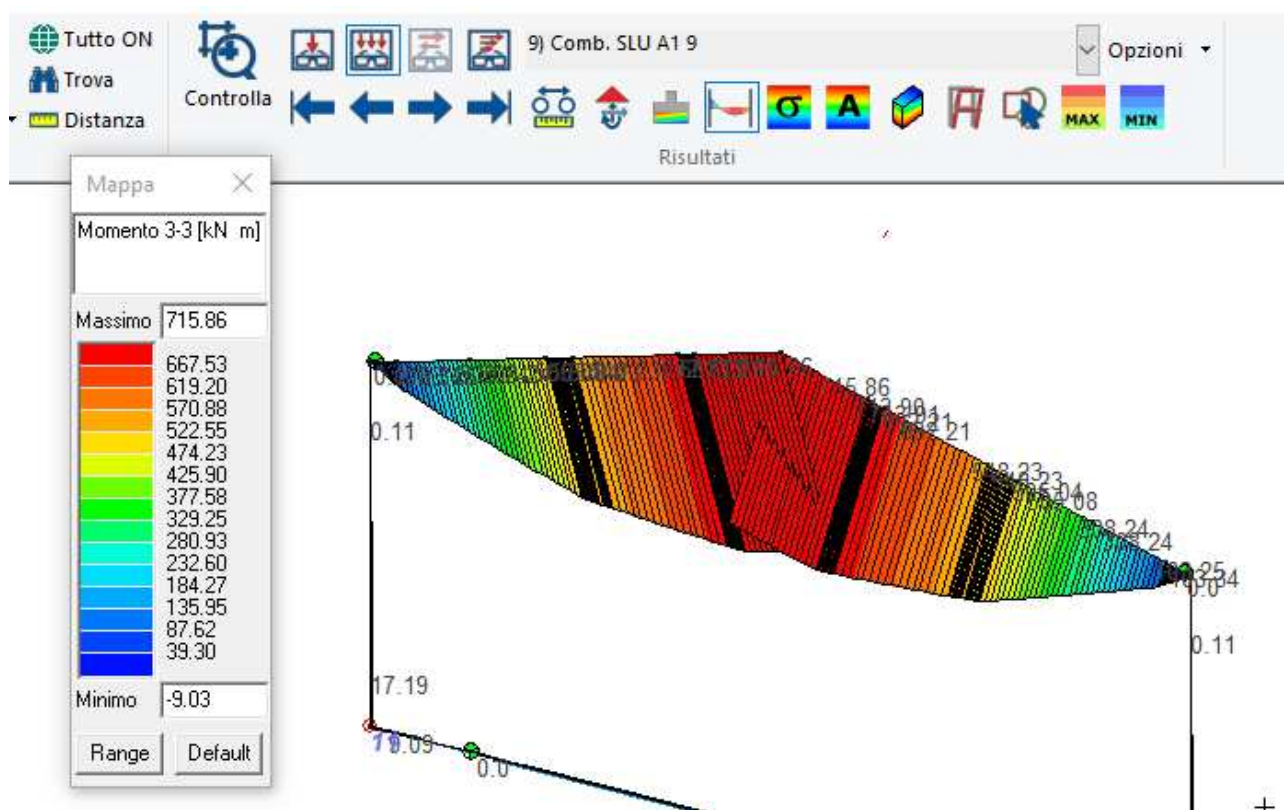 Tutto ON
Trova
Distanza
Controlla
9) Comb. SLU A1 9
Opzioni
σ
A
MAX
MIN
Risultati
Mappa
Momento 3-3 [kN m]
Massimo 715.86
667.53
619.20
570.88
522.55
474.23
425.90
377.58
329.25
280.93
232.60
184.27
135.95
87.62
39.30
Minimo -9.03
Range Default
0.11
17.19
0.0
0.0
0.11